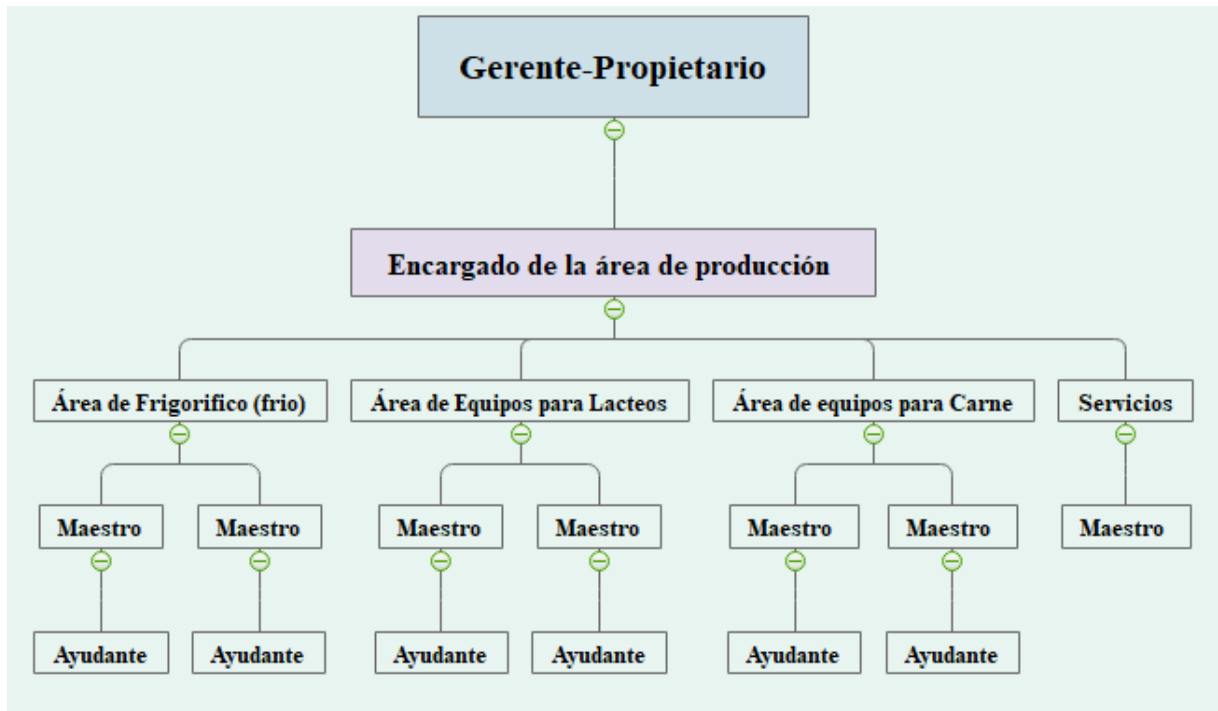 Gerente-Propietario
Encargado de la área de producción
Área de Frigorifico (frio)
Área de Equipos para Lacteos
Área de equipos para Carne
Servicios
Maestro
Maestro
Maestro
Maestro
Maestro
Maestro
Maestro
Ayudante
Ayudante
Ayudante
Ayudante
Ayudante
Ayudante